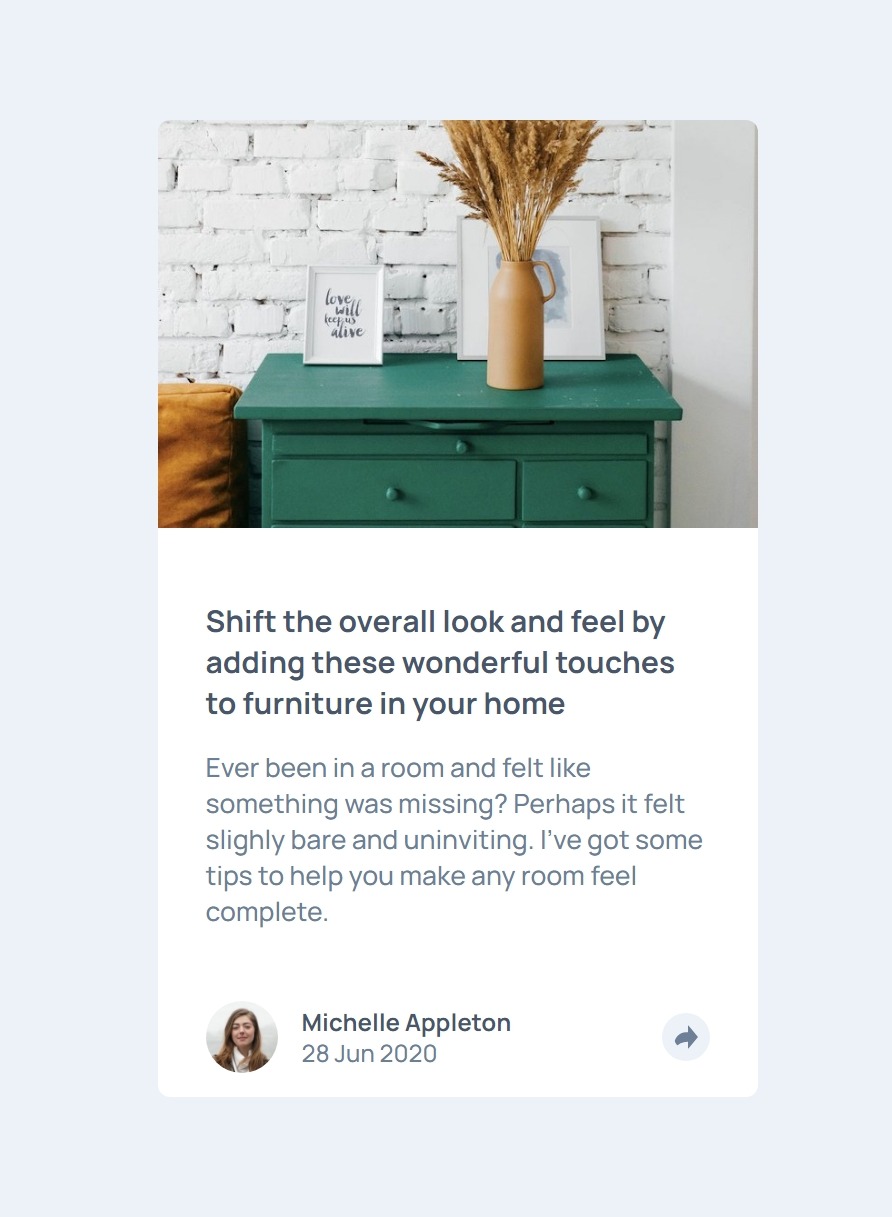 love
will
keep us
alive
Shift the overall look and feel by
adding these wonderful touches
to furniture in your home
Ever been in a room and felt like
something was missing? Perhaps it felt
slighly bare and uninviting. I’ve got some
tips to help you make any room feel
complete.
Michelle Appleton
28 Jun 2020